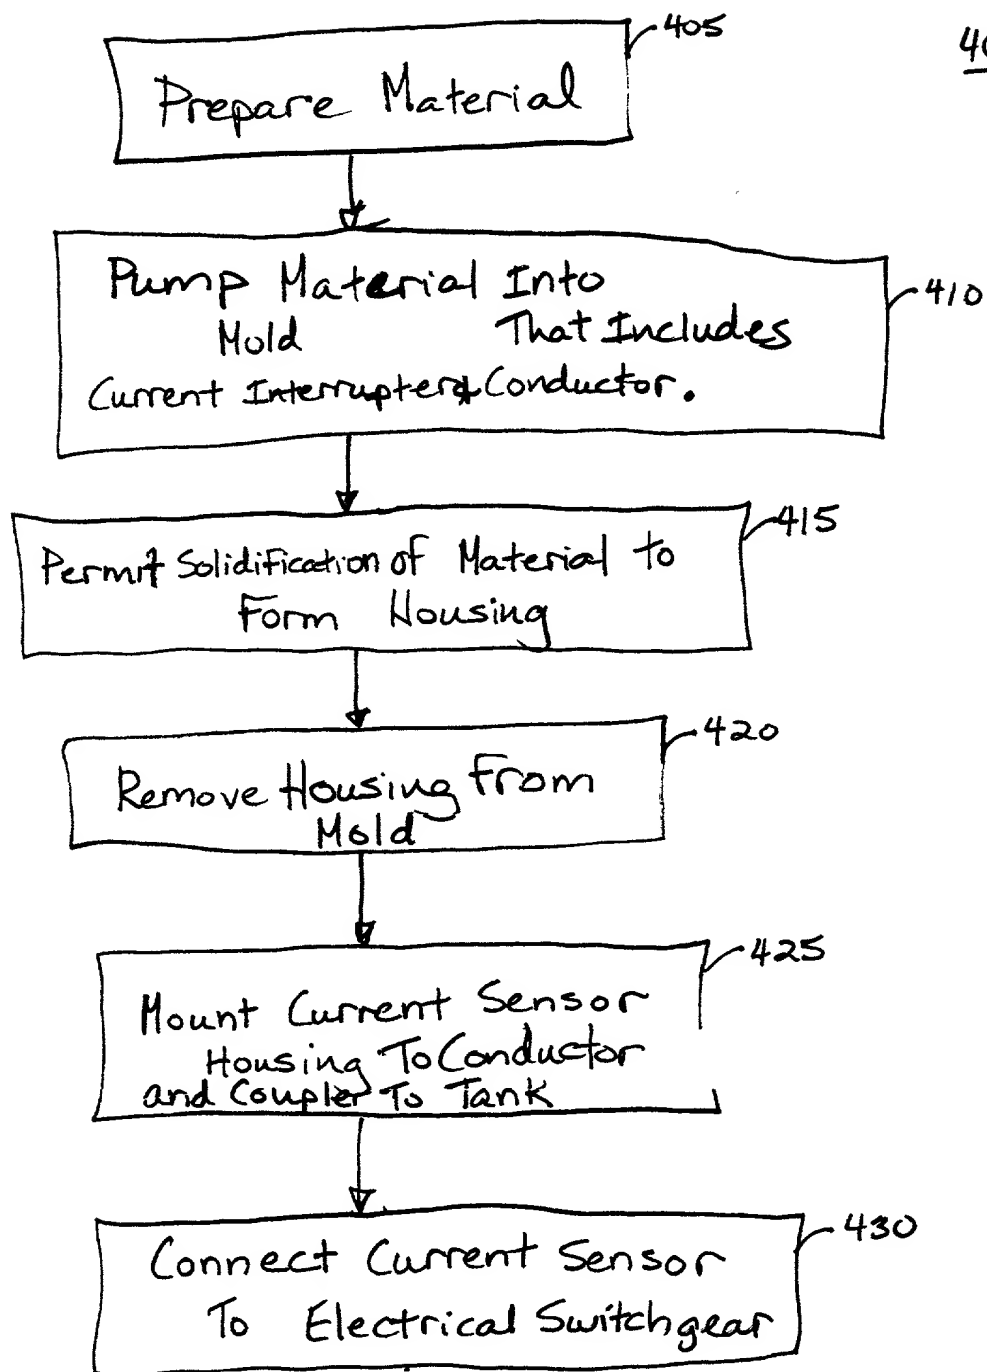 405
Prepare Material
Pump Material Into
Mold That Includes
Current Interrupter & Conductor.
410
415
Permit Solidification of Material to
Form Housing
420
Remove Housing From
Mold
425
Mount Current Sensor
Housing To Conductor
and Coupler To Tank
430
Connect Current Sensor
To Electrical Switchgear